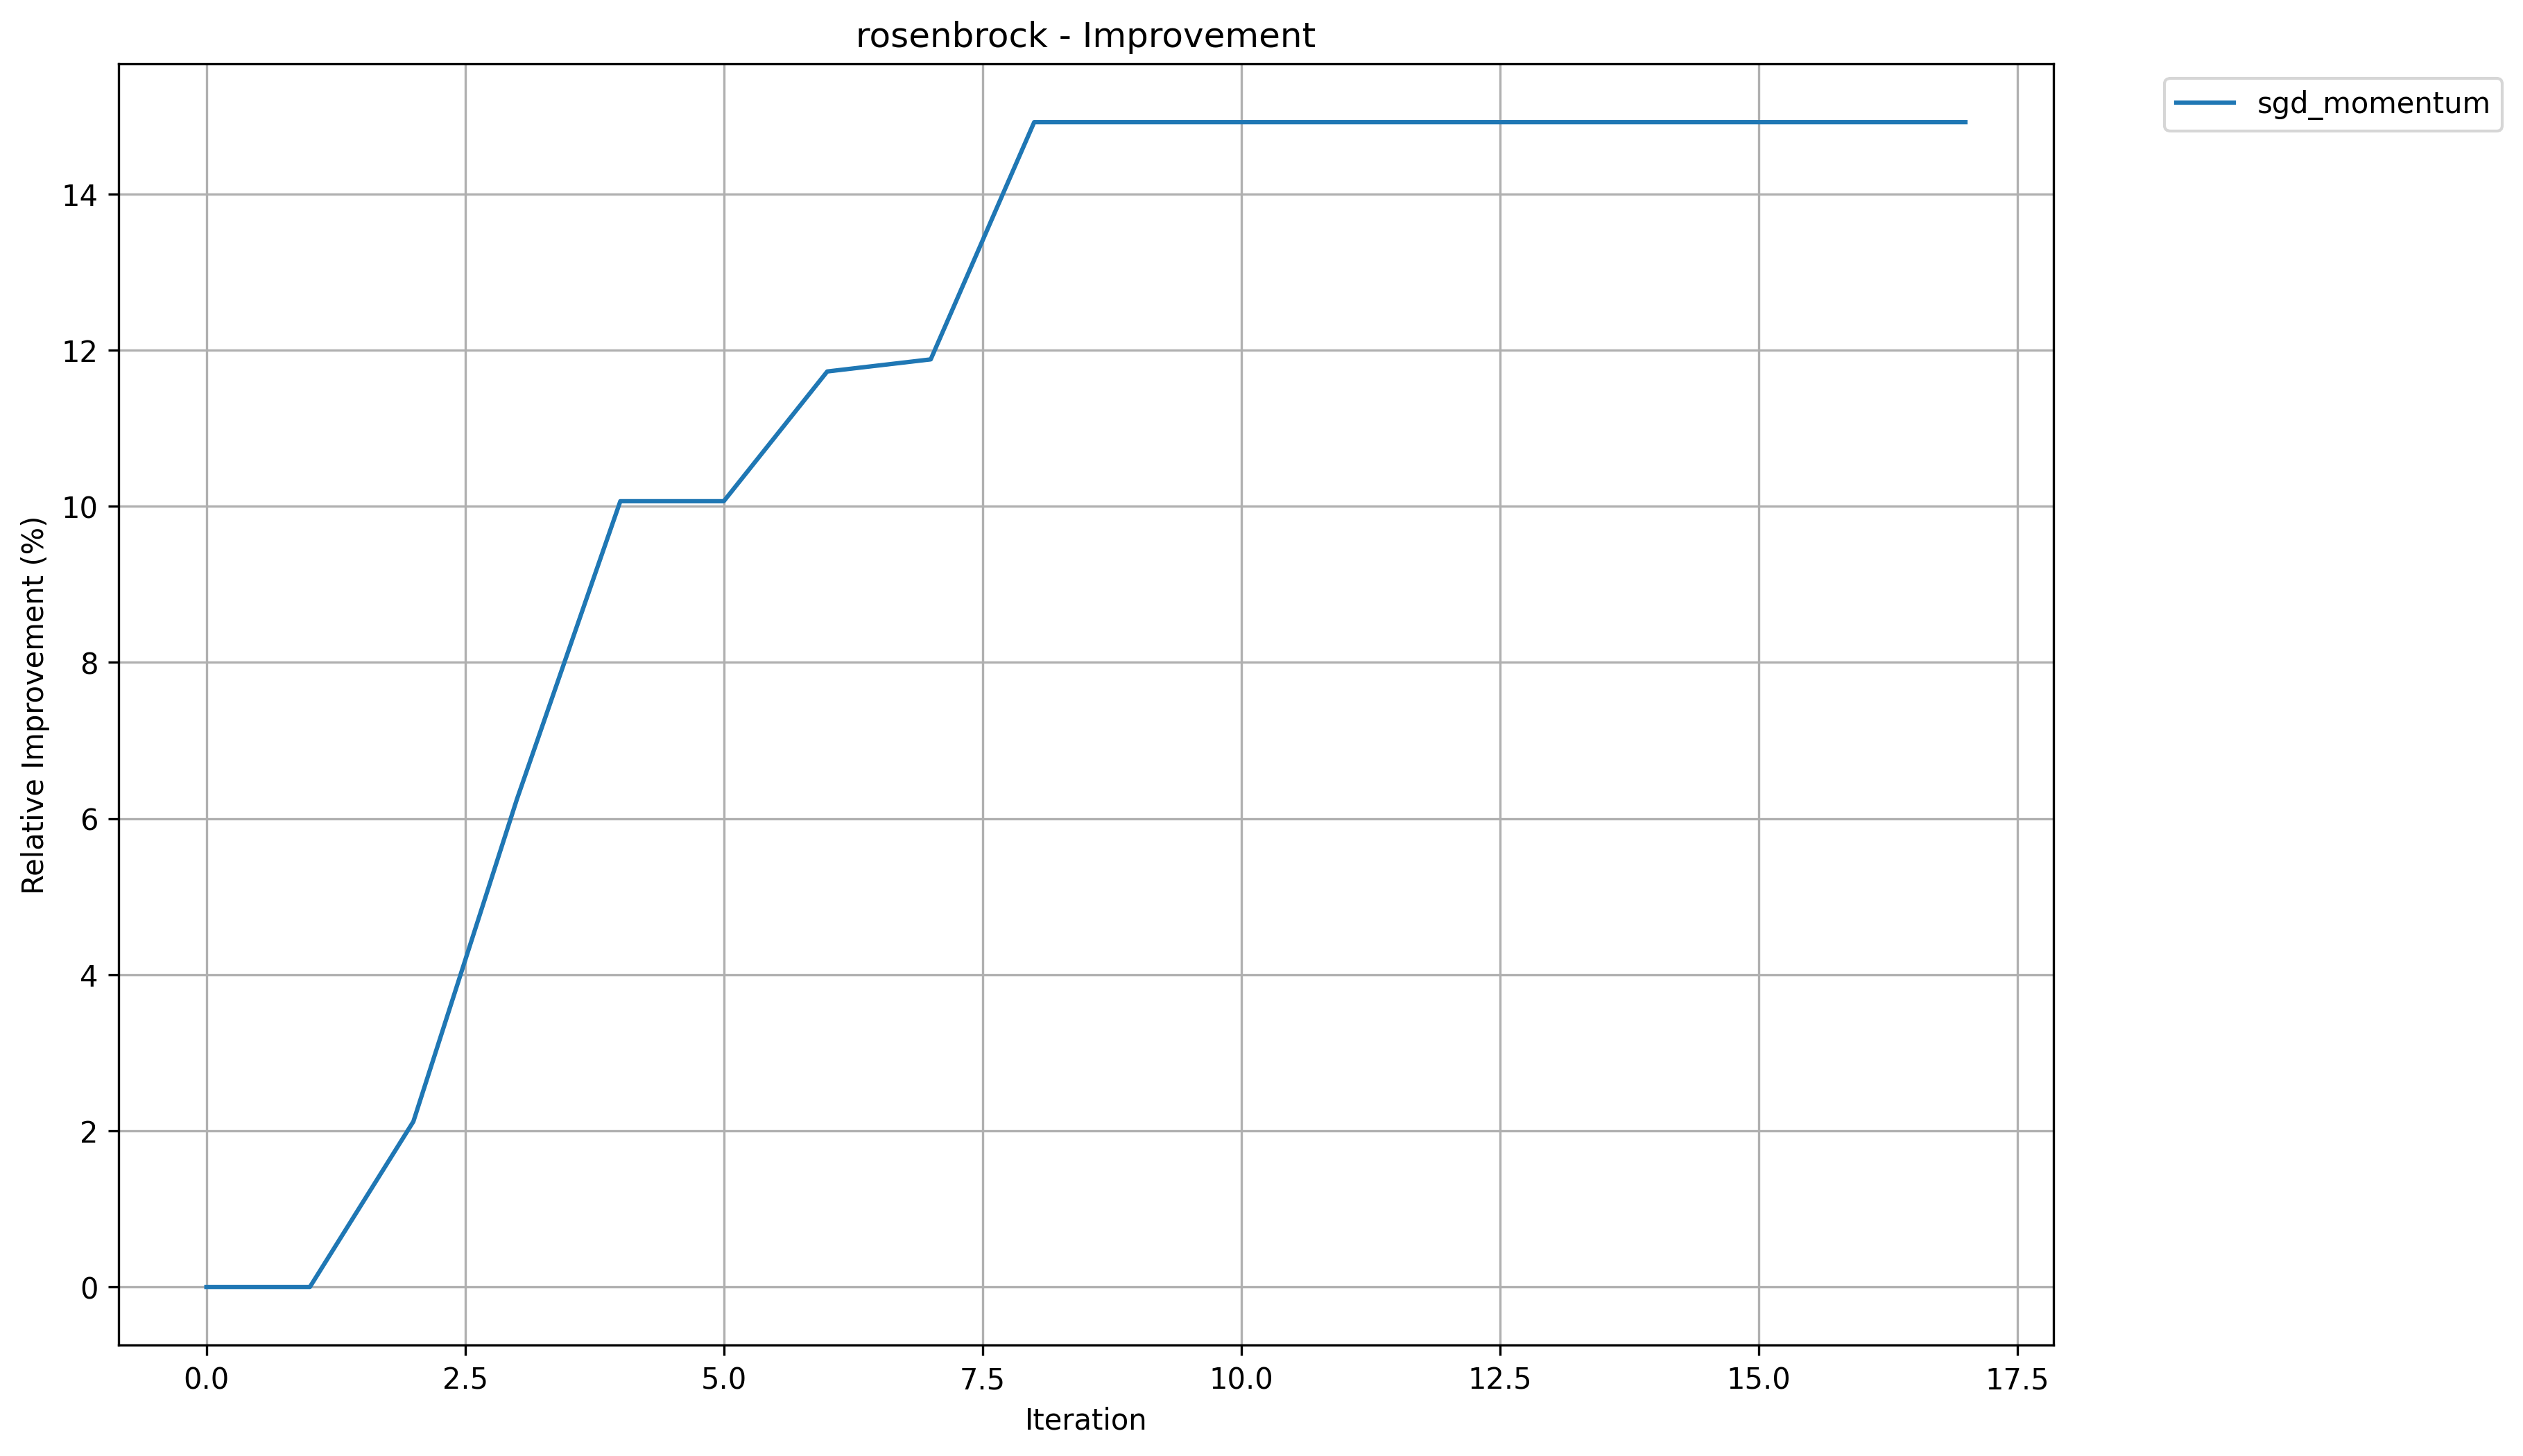 rosenbrock - Improvement
sgd_momentum
Relative Improvement (%)
14
12
10
8
6
4
2
0
0.0 2.5 5.0 7.5 10.0 12.5 15.0 17.5
Iteration